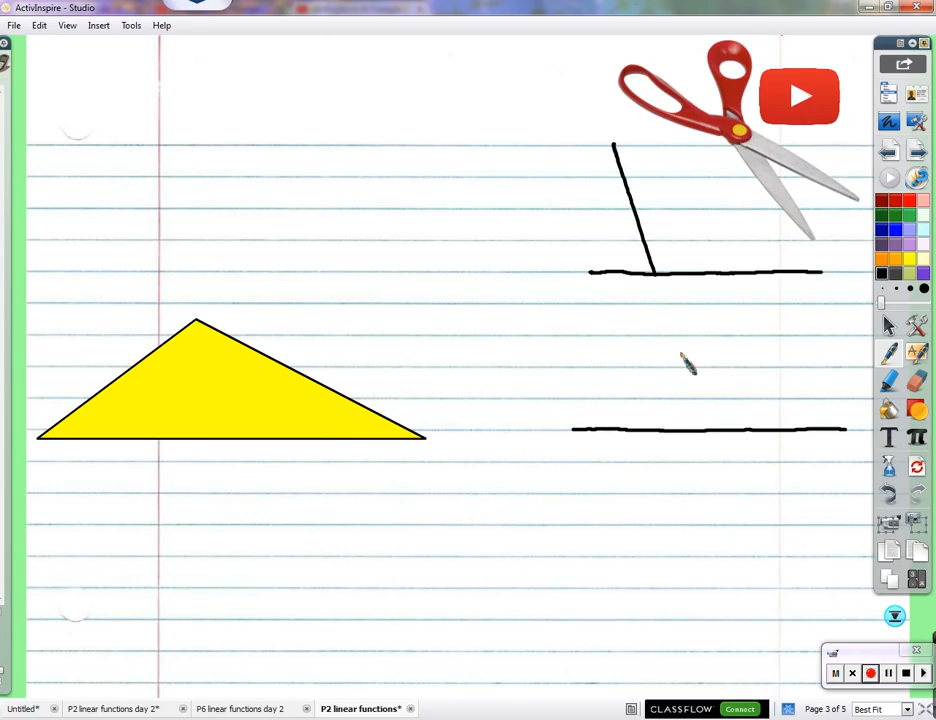 ActivInspire - Studio
File Edit View Insert Tools Help
T π
M
Untitled* P2 linear functions day 2* P6 linear functions day 2 P2 linear functions* CLASSFLOW Connect Page 3 of 5 Best Fit